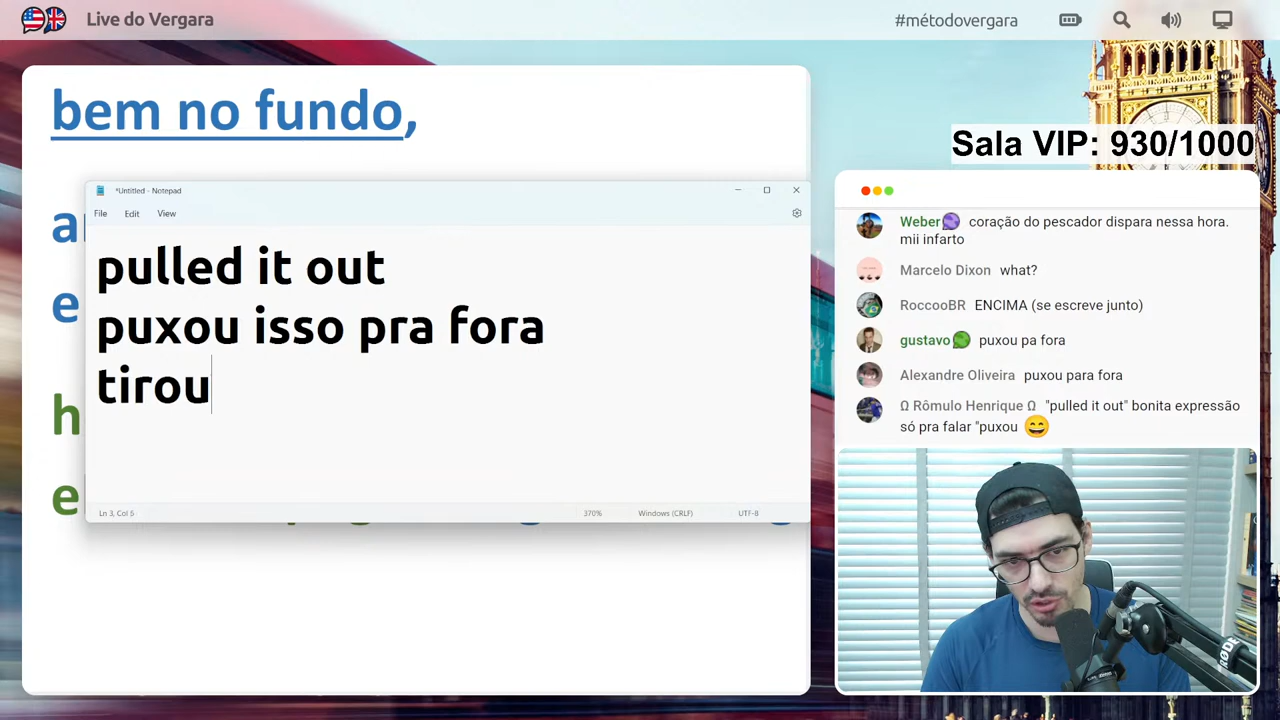 Live do Vergara
#métodovergara
bem no fundo,
Sala VIP: 930/1000
*Untitled - Notepad
File Edit View
pulled it out
puxou isso pra fora
tirou
Ln 3, Col 6
370%
Windows (CRLF)
UTF-8
a
e
h
e
Weber coração do pescador dispara nessa hora.
mii infarto
Marcelo Dixon what?
RoccooBR ENCIMA (se escreve junto)
gustavo puxou pa fora
Alexandre Oliveira puxou para fora
Ω Rômulo Henrique Ω "pulled it out" bonita expressão
só pra falar "puxou
RØDE